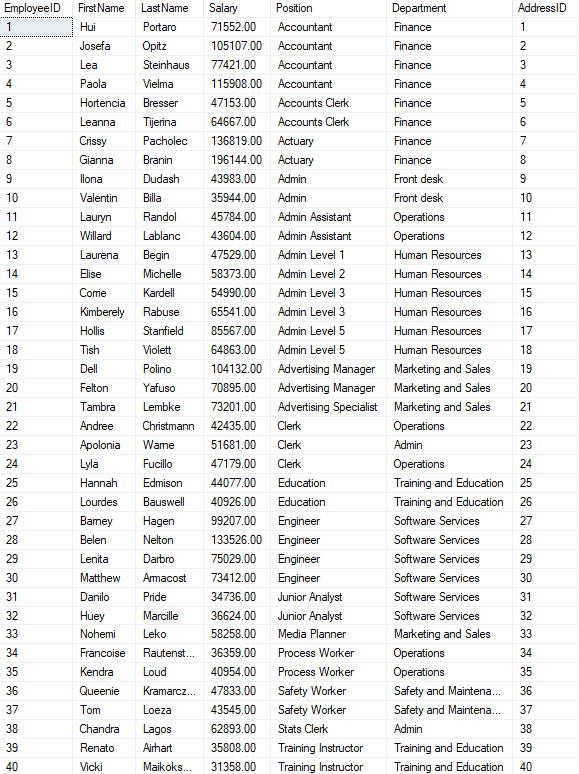 EmployeeID FirstName LastName Salary Position Department AddressID
1 Hui Portaro 71552.00 Accountant Finance 1
2 Josefa Opitz 105107.00 Accountant Finance 2
3 Lea Steinhaus 77421.00 Accountant Finance 3
4 Paola Vielma 115908.00 Accountant Finance 4
5 Hortencia Bresser 47153.00 Accounts Clerk Finance 5
6 Leanna Tijerina 64667.00 Accounts Clerk Finance 6
7 Crissy Pacholec 136819.00 Actuary Finance 7
8 Gianna Branin 196144.00 Actuary Finance 8
9 Ilona Dudash 43983.00 Admin Front desk 9
10 Valentin Billa 35944.00 Admin Front desk 10
11 Lauryn Randol 45784.00 Admin Assistant Operations 11
12 Willard Lablanc 43604.00 Admin Assistant Operations 12
13 Laurena Begin 47529.00 Admin Level 1 Human Resources 13
14 Elise Michelle 58373.00 Admin Level 2 Human Resources 14
15 Corrie Kardell 54990.00 Admin Level 3 Human Resources 15
16 Kimberely Rabuse 65541.00 Admin Level 3 Human Resources 16
17 Hollis Stanfield 85567.00 Admin Level 5 Human Resources 17
18 Tish Violett 64863.00 Admin Level 5 Human Resources 18
19 Dell Polino 104132.00 Advertising Manager Marketing and Sales 19
20 Felton Yafuso 70895.00 Advertising Manager Marketing and Sales 20
21 Tambra Lembke 73201.00 Advertising Specialist Marketing and Sales 21
22 Andree Christmann 42435.00 Clerk Operations 22
23 Apolonia Warne 51681.00 Clerk Admin 23
24 Lyla Fucillo 47179.00 Clerk Operations 24
25 Hannah Edmison 44077.00 Education Training and Education 25
26 Lourdes Bauswell 40926.00 Education Training and Education 26
27 Barney Hagen 99207.00 Engineer Software Services 27
28 Belen Nelton 133526.00 Engineer Software Services 28
29 Lenita Darbro 75029.00 Engineer Software Services 29
30 Matthew Armacost 73412.00 Engineer Software Services 30
31 Danilo Pride 34736.00 Junior Analyst Software Services 31
32 Huey Marcille 36624.00 Junior Analyst Software Services 32
33 Nohemi Leko 58258.00 Media Planner Marketing and Sales 33
34 Francoise Rautenst... 36359.00 Process Worker Operations 34
35 Kendra Loud 40954.00 Process Worker Operations 35
36 Queenie Kramarcz... 47833.00 Safety Worker Safety and Maintena... 36
37 Tom Loeza 43545.00 Safety Worker Safety and Maintena... 37
38 Chandra Lagos 62893.00 Stats Clerk Admin 38
39 Renato Airhart 35808.00 Training Instructor Training and Education 39
40 Vicki Maikoks... 31358.00 Training Instructor Training and Education 40